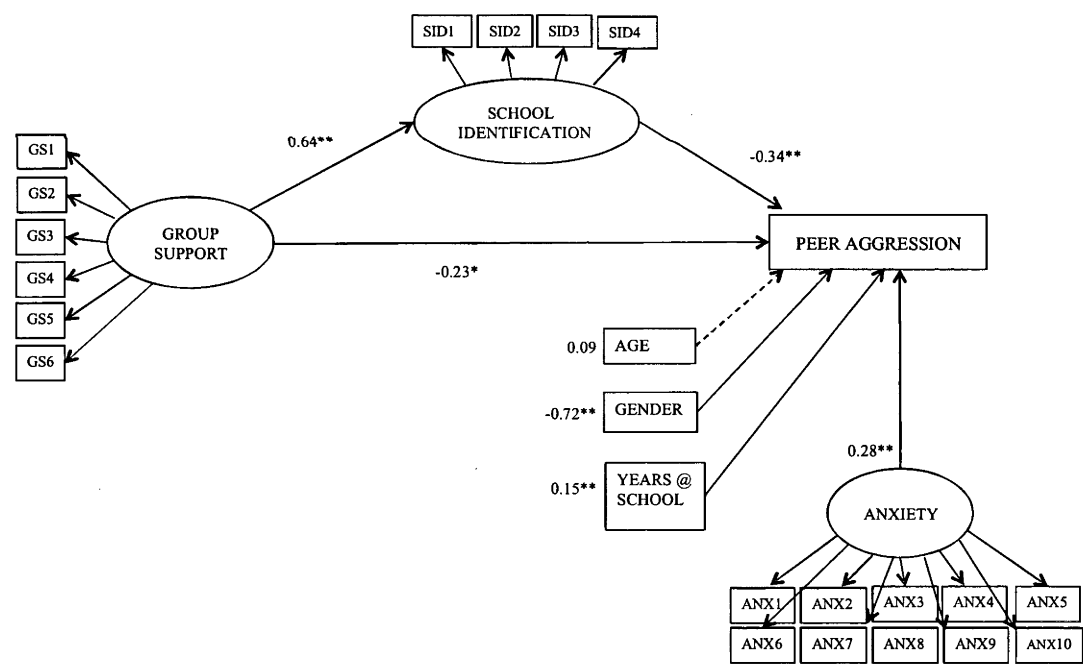 SID1
SID2
SID3
SID4
SCHOOL
IDENTIFICATION
0.64**
-0.34**
GS1
GS2
GS3
GS4
GS5
GS6
GROUP
SUPPORT
PEER AGGRESSION
-0.23*
0.09
AGE
-0.72**
GENDER
0.15**
YEARS @
SCHOOL
0.28**
ANXIETY
ANX1
ANX2
ANX3
ANX4
ANX5
ANX6
ANX7
ANX8
ANX9
ANX10